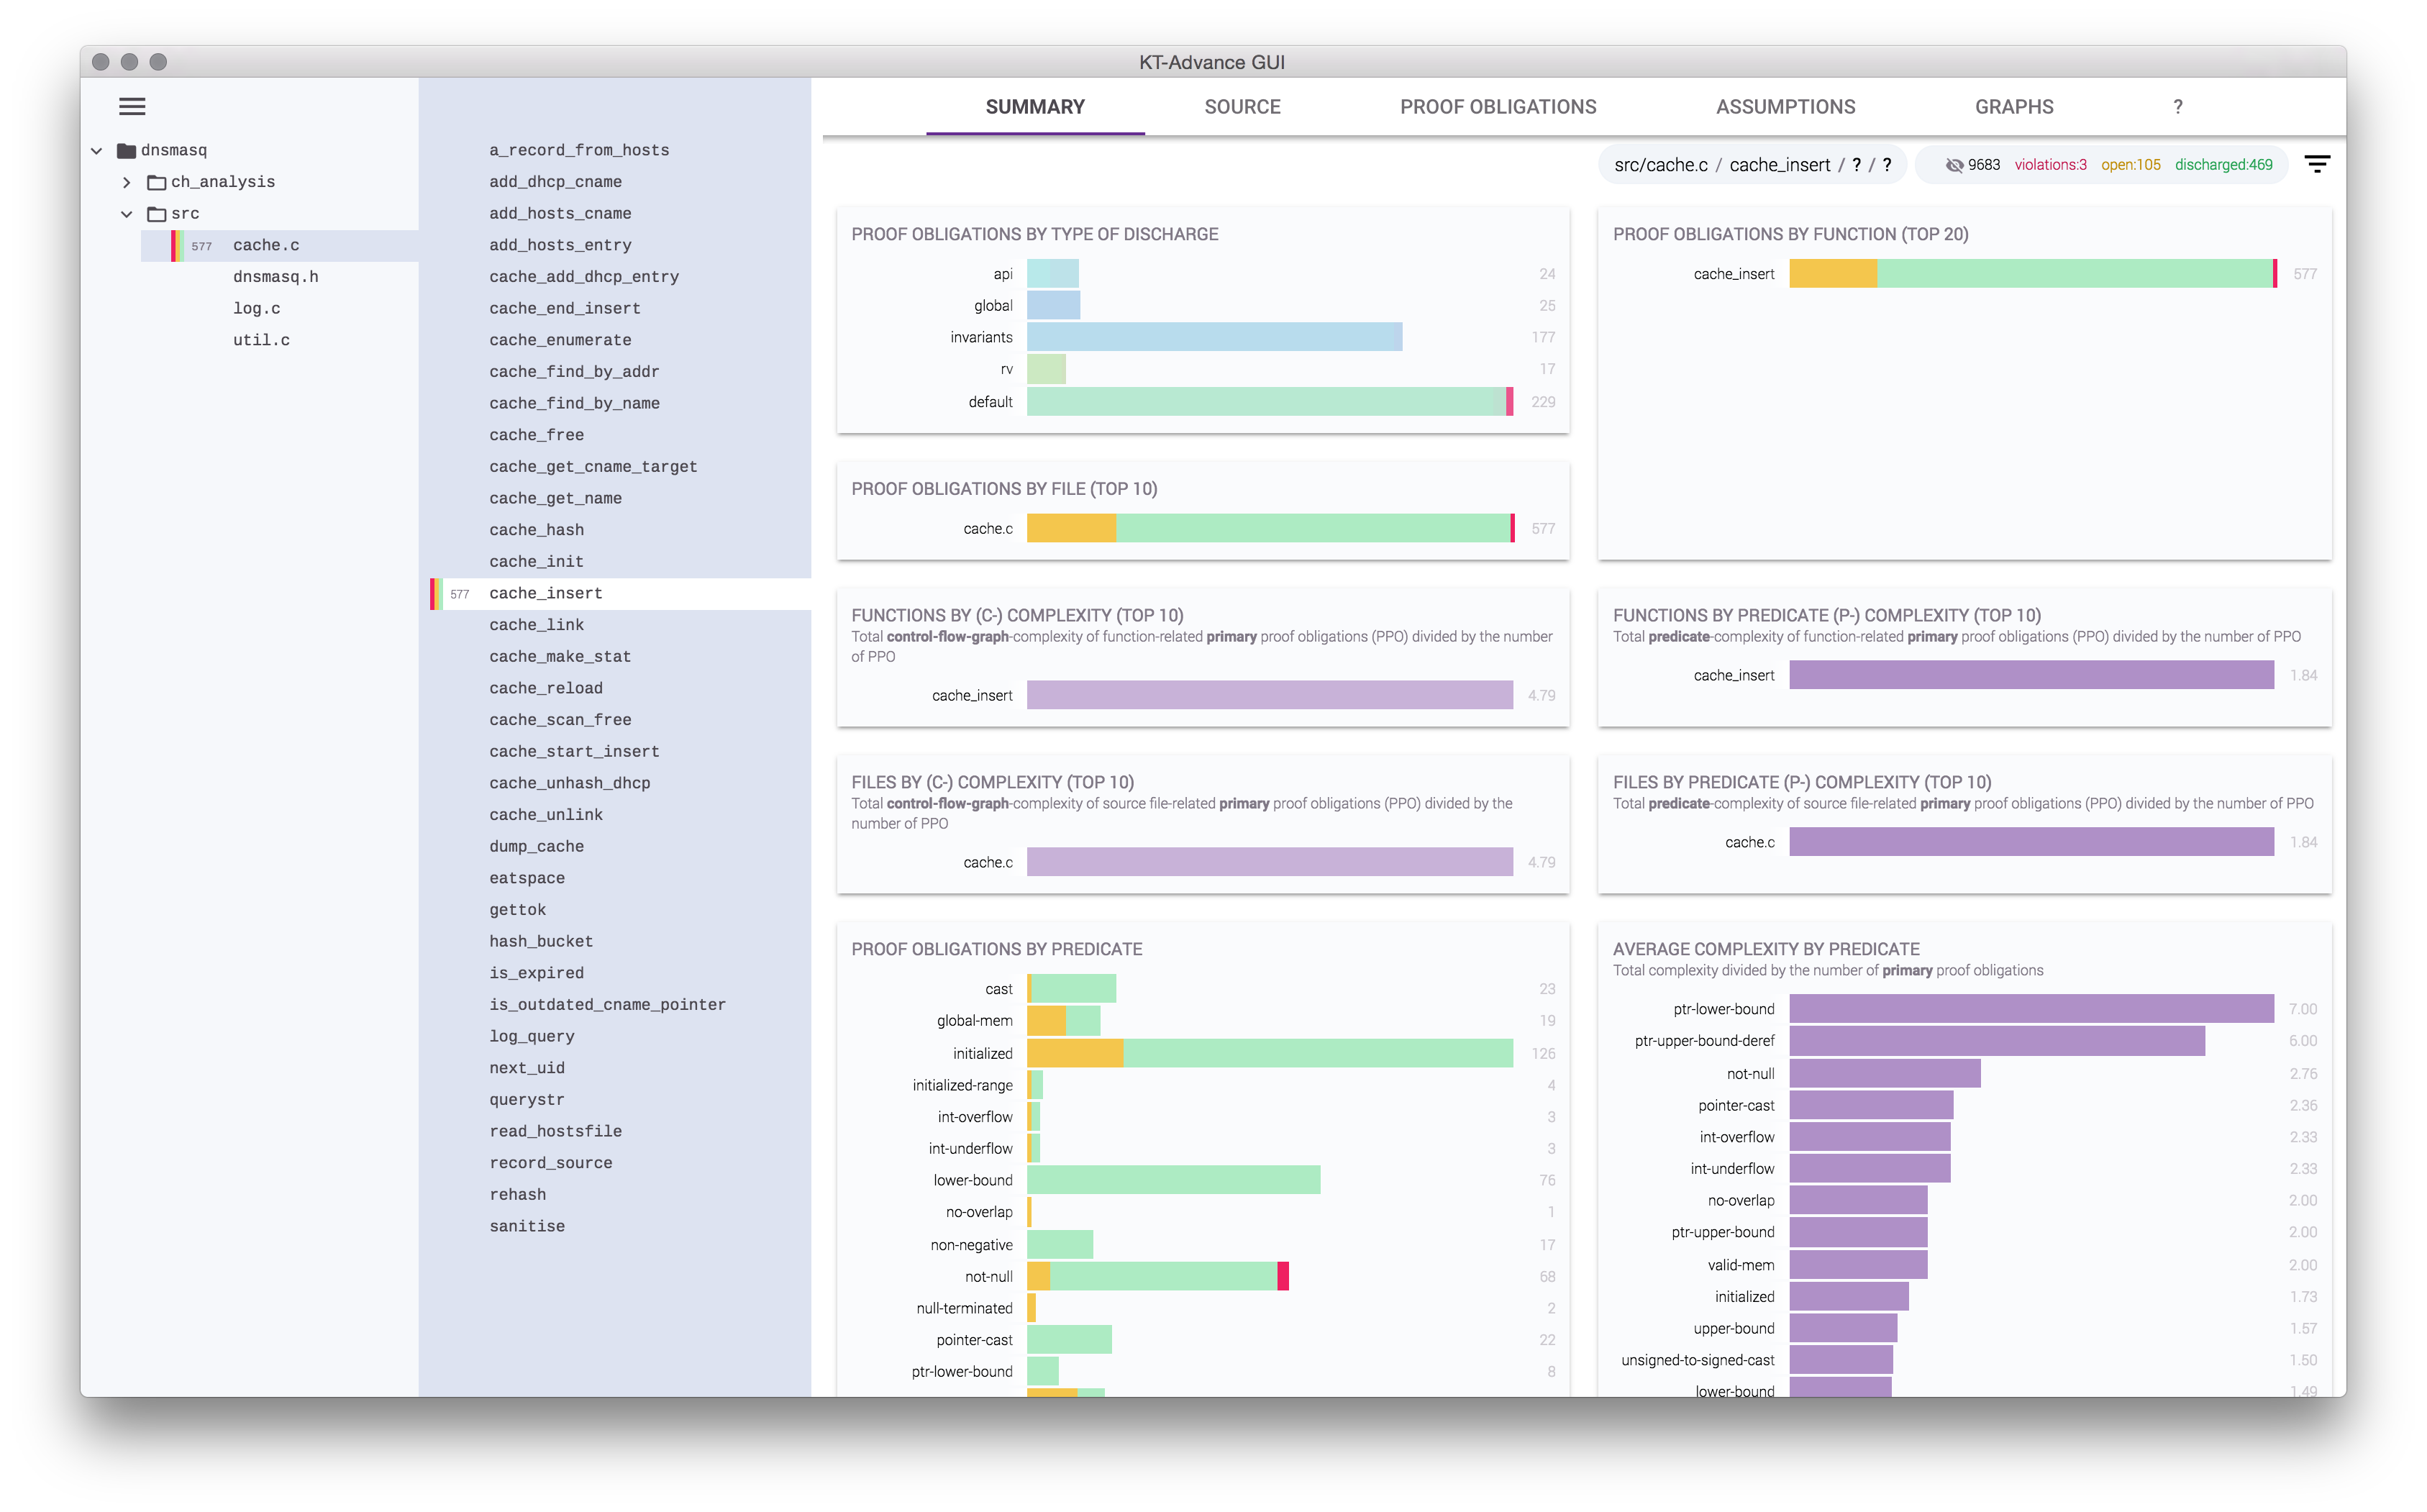 KT-Advance GUI
SUMMARY
SOURCE
PROOF OBLIGATIONS
ASSUMPTIONS
GRAPHS
?
dnsmasq
ch_analysis
src
577 cache.c
dnsmasq.h
log.c
util.c
a_record_from_hosts
add_dhcp_cname
add_hosts_cname
add_hosts_entry
cache_add_dhcp_entry
cache_end_insert
cache_enumerate
cache_find_by_addr
cache_find_by_name
cache_free
cache_get_cname_target
cache_get_name
cache_hash
cache_init
577 cache_insert
cache_link
cache_make_stat
cache_reload
cache_scan_free
cache_start_insert
cache_unhash_dhcp
cache_unlink
dump_cache
eatspace
gettok
hash_bucket
is_expired
is_outdated_cname_pointer
log_query
next_uid
querystr
read_hostsfile
record_source
rehash
sanitise
src/cache.c / cache_insert / ? / ?
9683 violations:3 open:105 discharged:469
PROOF OBLIGATIONS BY TYPE OF DISCHARGE
api 24
global 25
invariants 177
rv 17
default 229
PROOF OBLIGATIONS BY FUNCTION (TOP 20)
cache_insert 577
PROOF OBLIGATIONS BY FILE (TOP 10)
cache.c 577
FUNCTIONS BY (C-) COMPLEXITY (TOP 10)
Total control-flow-graph-complexity of function-related primary proof obligations (PPO) divided by the number
of PPO
cache_insert 4.79
FUNCTIONS BY PREDICATE (P-) COMPLEXITY (TOP 10)
Total predicate-complexity of function-related primary proof obligations (PPO) divided by the number of PPO
cache_insert 1.84
FILES BY (C-) COMPLEXITY (TOP 10)
Total control-flow-graph-complexity of source file-related primary proof obligations (PPO) divided by the
number of PPO
cache.c 4.79
FILES BY PREDICATE (P-) COMPLEXITY (TOP 10)
Total predicate-complexity of source file-related primary proof obligations (PPO) divided by the number of PPO
cache.c 1.84
PROOF OBLIGATIONS BY PREDICATE
cast 23
global-mem 19
initialized 126
initialized-range 4
int-overflow 3
int-underflow 3
lower-bound 76
no-overlap 1
non-negative 17
not-null 68
null-terminated 2
pointer-cast 22
ptr-lower-bound 8
AVERAGE COMPLEXITY BY PREDICATE
Total complexity divided by the number of primary proof obligations
ptr-lower-bound 7.00
ptr-upper-bound-deref 6.00
not-null 2.76
pointer-cast 2.36
int-overflow 2.33
int-underflow 2.33
no-overlap 2.00
ptr-upper-bound 2.00
valid-mem 2.00
initialized 1.73
upper-bound 1.57
unsigned-to-signed-cast 1.50
lower-bound 1.49